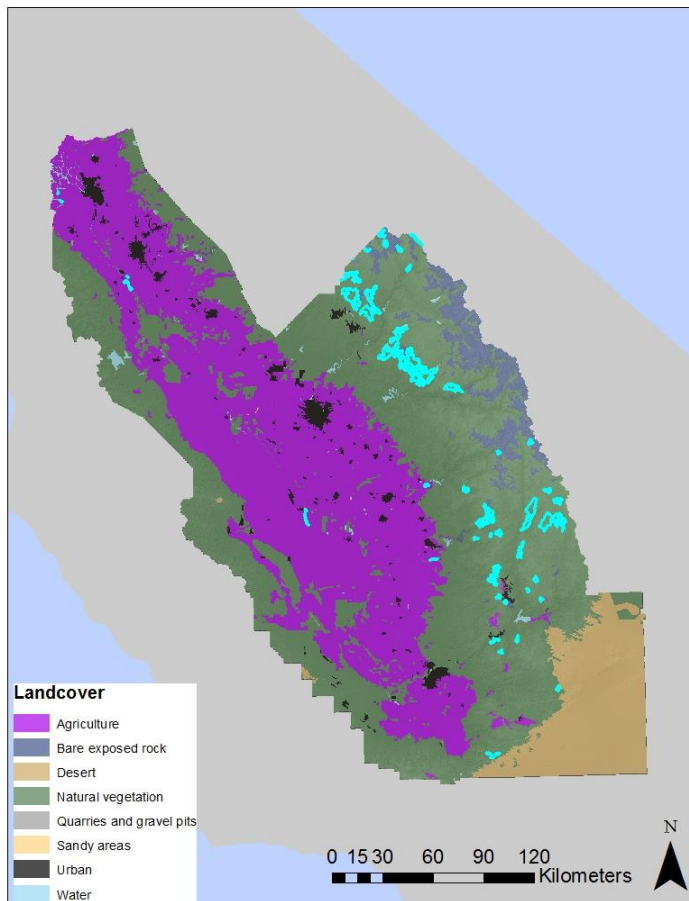 Landcover
Agriculture
Bare exposed rock
Desert
Natural vegetation
Quarries and gravel pits
Sandy areas
Urban
Water
N
0 15 30 60 90 120
Kilometers